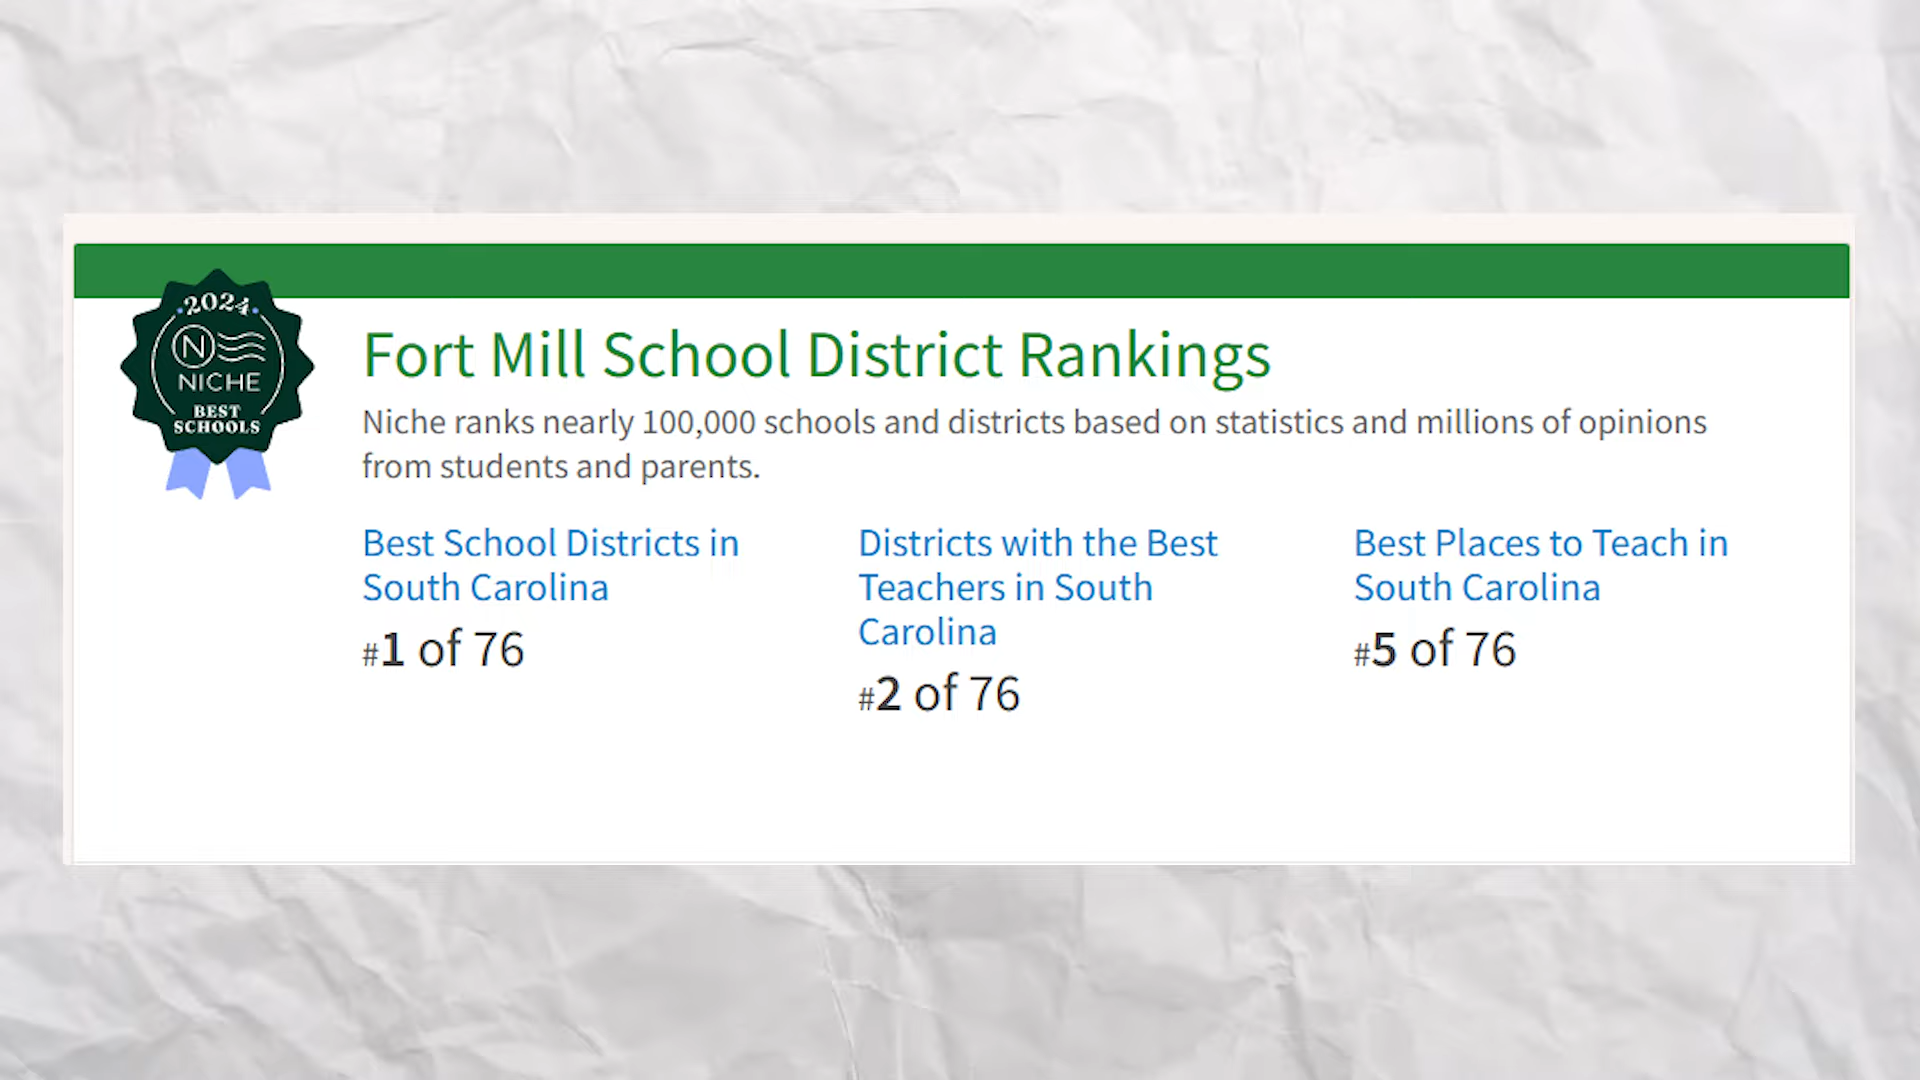 2024
N
NICHE
BEST
SCHOOLS
Fort Mill School District Rankings
Niche ranks nearly 100,000 schools and districts based on statistics and millions of opinions
from students and parents.
Best School Districts in
South Carolina
#1 of 76
Districts with the Best
Teachers in South
Carolina
#2 of 76
Best Places to Teach in
South Carolina
#5 of 76